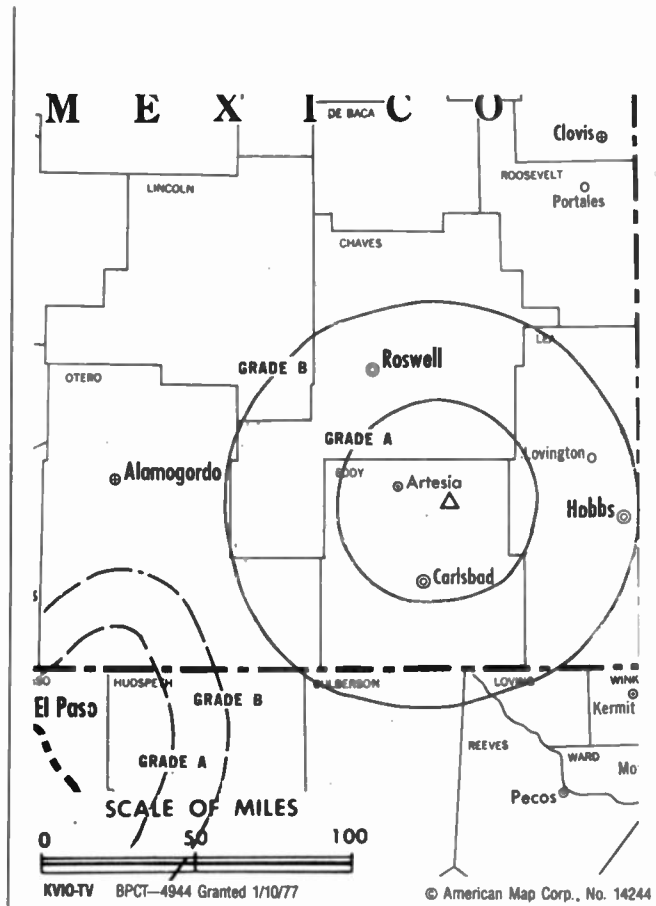 MEXICO
DE BACA
Clovis
LINCOLN
ROOSEVELT
Portales
CHAVES
LEA
GRADE B
Roswell
OTERO
GRADE A
Lovington
EDDY
Alamogordo
Artesia
Hobbs
Carlsbad
HUDSPETH
CULBERSON
LOVING
WINK
El Paso
GRADE B
Kermit
REEVES
WARD
GRADE A
Mo
Pecos
SCALE OF MILES
0 50 100
KVIO-TV BPCT—4944 Granted 1/10/77
© American Map Corp., No. 14244